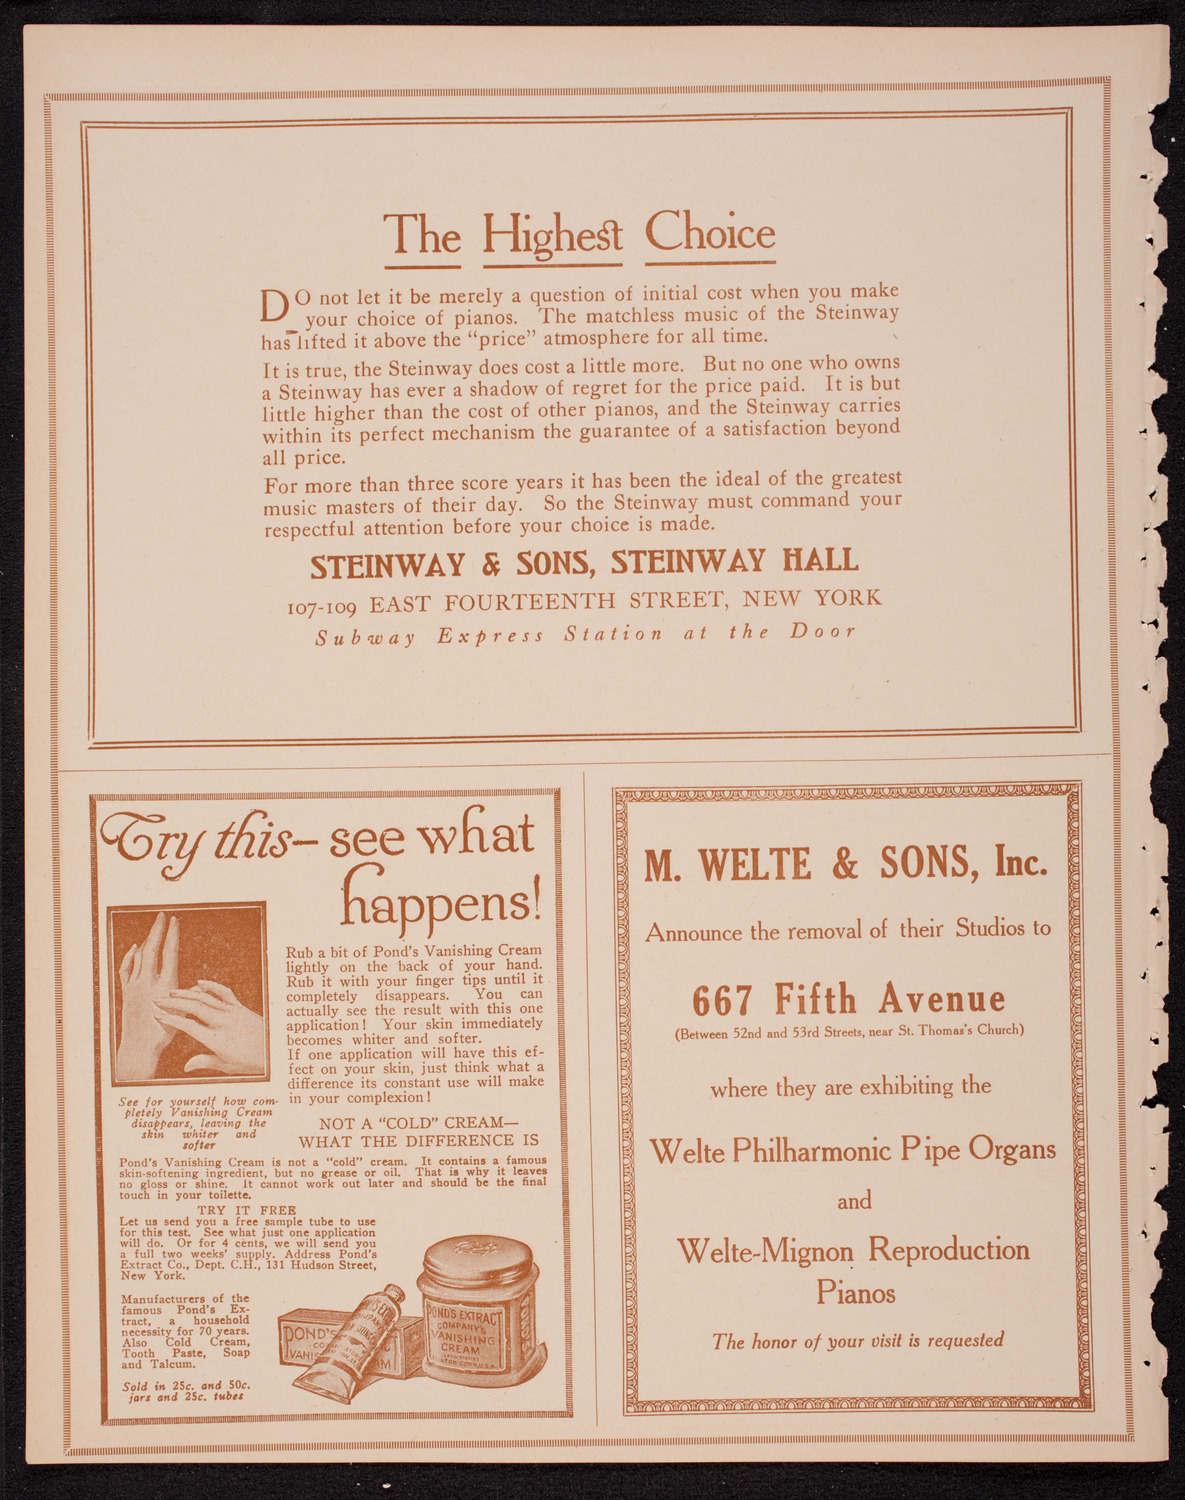 The Highest Choice
DO not let it be merely a question of initial cost when you make
your choice of pianos. The matchless music of the Steinway
has lifted it above the “price” atmosphere for all time.
It is true, the Steinway does cost a little more. But no one who owns
a Steinway has ever a shadow of regret for the price paid. It is but
little higher than the cost of other pianos, and the Steinway carries
within its perfect mechanism the guarantee of a satisfaction beyond
all price.
For more than three score years it has been the ideal of the greatest
music masters of their day. So the Steinway must command your
respectful attention before your choice is made.
STEINWAY & SONS, STEINWAY HALL
107-109 EAST FOURTEENTH STREET, NEW YORK
Subway Express Station at the Door
Try this—see what
happens!
Rub a bit of Pond's Vanishing Cream
lightly on the back of your hand.
Rub it with your finger tips until it
completely disappears. You can
actually see the result with this one
application! Your skin immediately
becomes whiter and softer.
If one application will have this ef-
fect on your skin, just think what a
difference its constant use will make
in your complexion!
See for yourself how com-
pletely Vanishing Cream
disappears, leaving the
skin whiter and
softer
NOT A “COLD” CREAM—
WHAT THE DIFFERENCE IS
Pond's Vanishing Cream is not a “cold” cream. It contains a famous
skin-softening ingredient, but no grease or oil. That is why it leaves
no gloss or shine. It cannot work out later and should be the final
touch in your toilette.
TRY IT FREE
Let us send you a free sample tube to use
for this test. See what just one application
will do. Or for 4 cents, we will send you
a full two weeks' supply. Address Pond's
Extract Co., Dept. C.H., 131 Hudson Street,
New York.
Manufacturers of the
famous Pond's Ex-
tract, a household
necessity for 70 years.
Also Cold Cream,
Tooth Paste, Soap
and Talcum.
Sold in 25c. and 50c.
jars and 25c. tubes
POND'S
POND'S EXTRACT
COMPANY'S
VANISHING
CREAM
M. WELTE & SONS, Inc.
Announce the removal of their Studios to
667 Fifth Avenue
(Between 52nd and 53rd Streets, near St. Thomas's Church)
where they are exhibiting the
Welte Philharmonic Pipe Organs
and
Welte-Mignon Reproduction
Pianos
The honor of your visit is requested